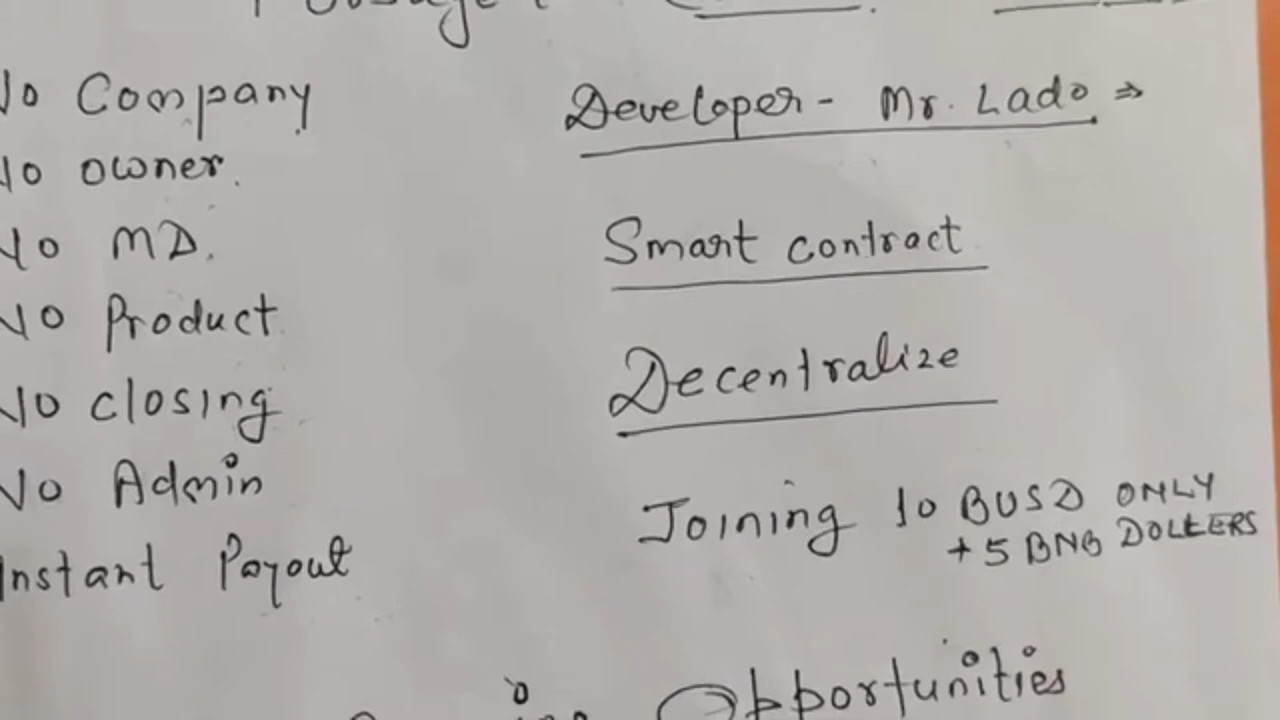 No Company
No owner.
No MD.
No Product
No closing
No Admin
Instant Payout
Developer - Mr. Lado ⇒
Smart contract
Decentralize
Joining 10 BUSD ONLY
+ 5 BNB DOLLERS
Opportunities